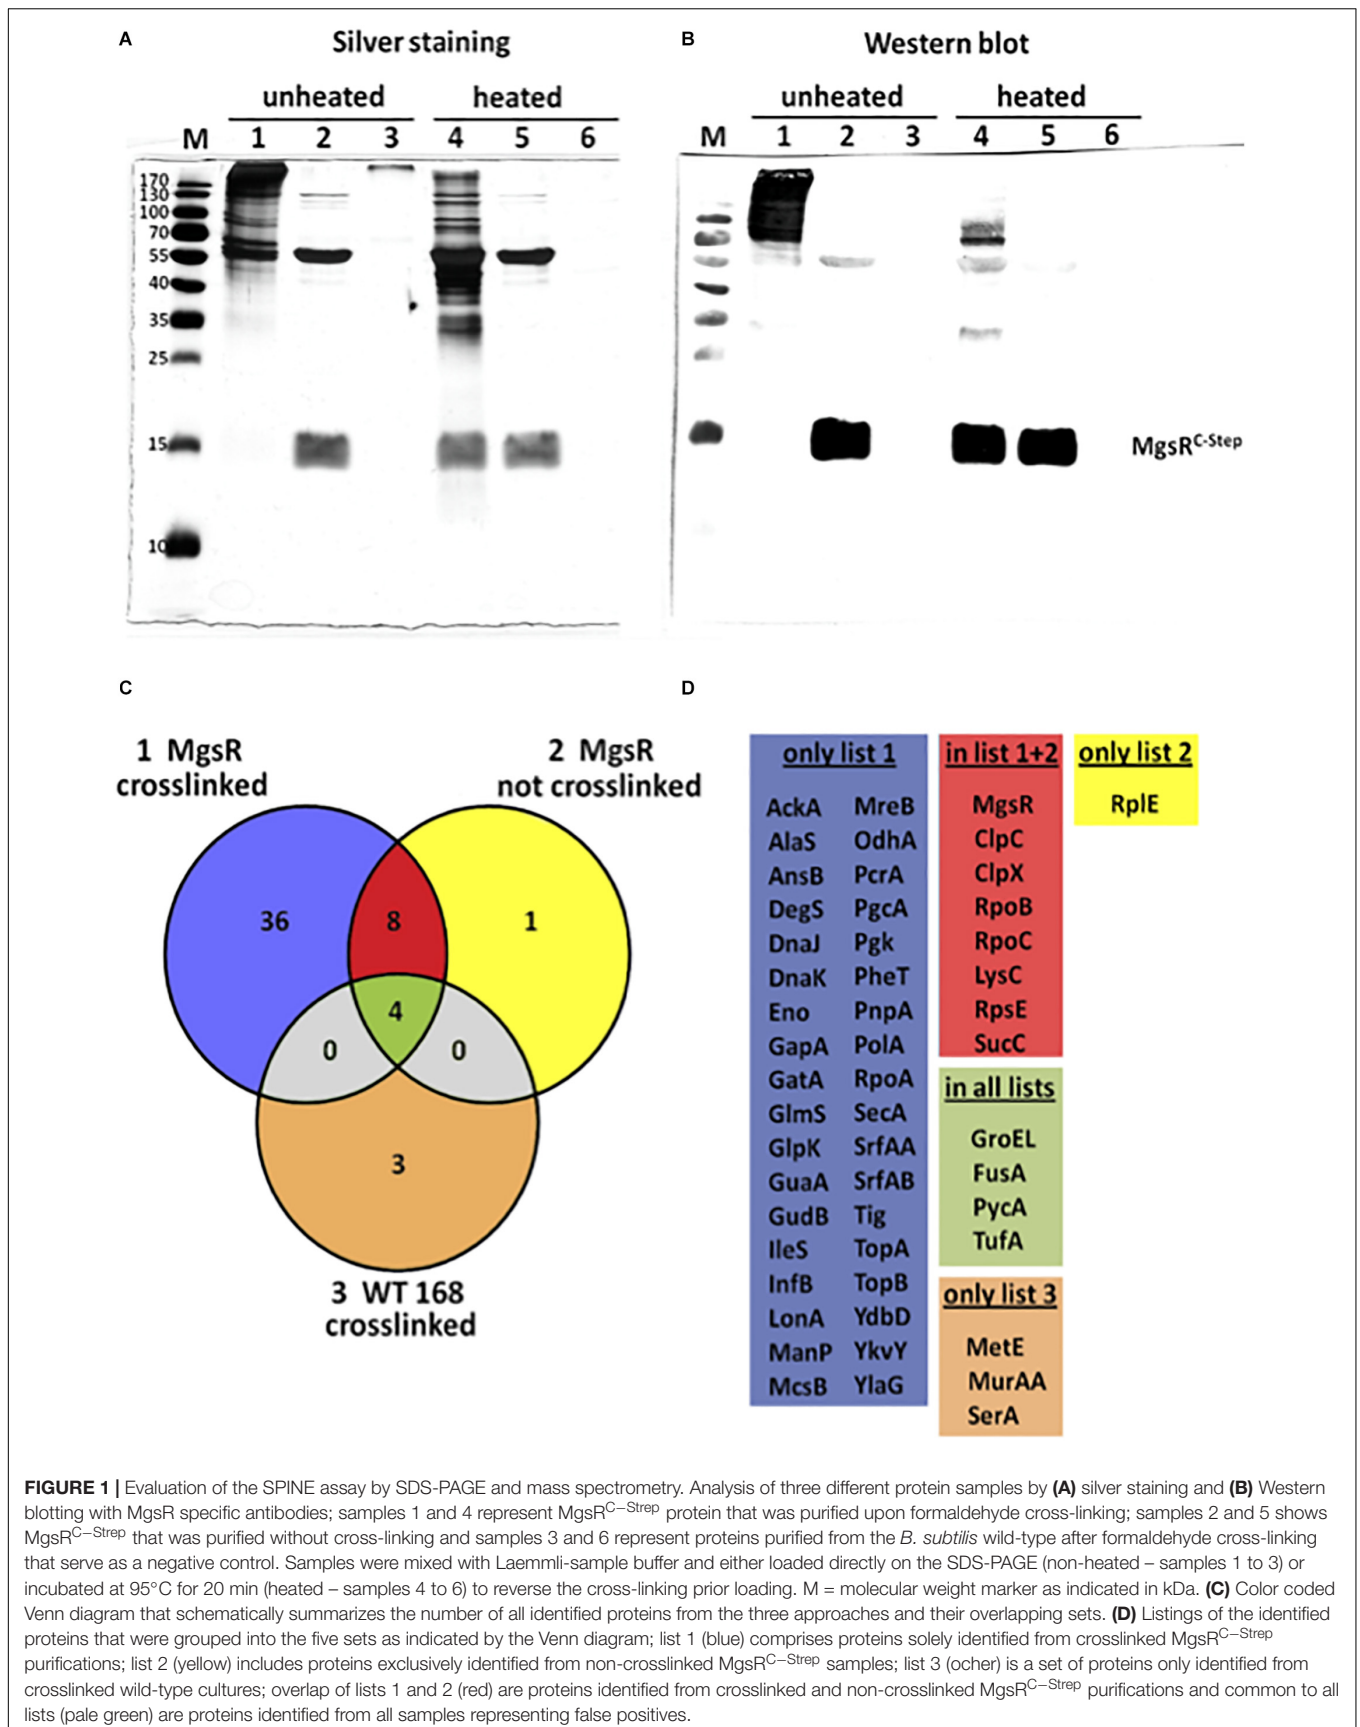 A
Silver staining
unheated heated
M 1 2 3 4 5 6
170
130
100
70
55
40
35
25
15
10
B
Western blot
unheated heated
M 1 2 3 4 5 6
MgsR^C-Step
C
1 MgsR
crosslinked
2 MgsR
not crosslinked
36
8
1
4
0
0
3
3 WT 168
crosslinked
D
only list 1
AckA MreB
AlaS OdhA
AnsB PcrA
DegS PgcA
DnaJ Pgk
DnaK PheT
Eno PnpA
GapA PolA
GatA RpoA
GlmS SecA
GlpK SrfAA
GuaA SrfAB
GudB Tig
IleS TopA
InfB TopB
LonA YdbD
ManP YkvY
McsB YlaG
in list 1+2
MgsR
ClpC
ClpX
RpoB
RpoC
LysC
RpsE
SucC
in all lists
GroEL
FusA
PycA
TufA
only list 3
MetE
MurAA
SerA
only list 2
RplE
FIGURE 1 | Evaluation of the SPINE assay by SDS-PAGE and mass spectrometry. Analysis of three different protein samples by (A) silver staining and (B) Western
blotting with MgsR specific antibodies; samples 1 and 4 represent MgsR^C−Strep protein that was purified upon formaldehyde cross-linking; samples 2 and 5 shows
MgsR^C−Strep that was purified without cross-linking and samples 3 and 6 represent proteins purified from the B. subtilis wild-type after formaldehyde cross-linking
that serve as a negative control. Samples were mixed with Laemmli-sample buffer and either loaded directly on the SDS-PAGE (non-heated – samples 1 to 3) or
incubated at 95°C for 20 min (heated – samples 4 to 6) to reverse the cross-linking prior loading. M = molecular weight marker as indicated in kDa. (C) Color coded
Venn diagram that schematically summarizes the number of all identified proteins from the three approaches and their overlapping sets. (D) Listings of the identified
proteins that were grouped into the five sets as indicated by the Venn diagram; list 1 (blue) comprises proteins solely identified from crosslinked MgsR^C−Strep
purifications; list 2 (yellow) includes proteins exclusively identified from non-crosslinked MgsR^C−Strep samples; list 3 (ocher) is a set of proteins only identified from
crosslinked wild-type cultures; overlap of lists 1 and 2 (red) are proteins identified from crosslinked and non-crosslinked MgsR^C−Strep purifications and common to all
lists (pale green) are proteins identified from all samples representing false positives.